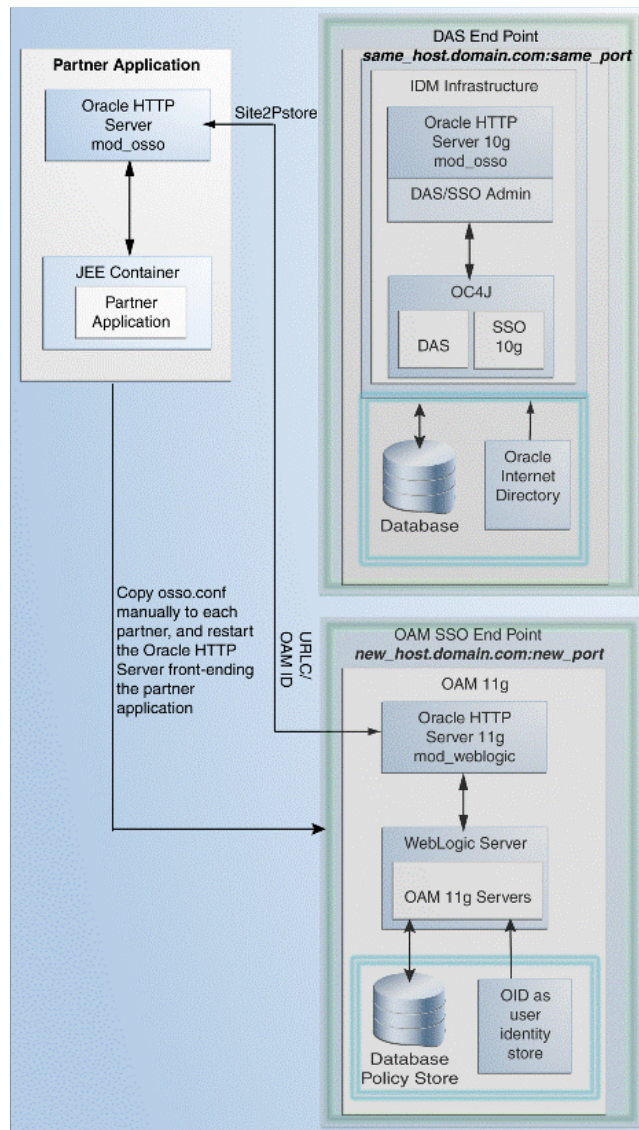 Partner Application
Oracle HTTP
Server
mod_osso
JEE Container
Partner
Application
Site2Pstore
DAS End Point
same_host.domain.com:same_port
IDM Infrastructure
Oracle HTTP
Server 10g
mod_osso
DAS/SSO Admin
OC4J
DAS
SSO
10g
Database
Oracle
Internet
Directory
Copy osso.conf
manually to each
partner, and restart
the Oracle HTTP
Server front-ending
the partner
application
URLC/
OAM ID
OAM SSO End Point
new_host.domain.com:new_port
OAM 11g
Oracle HTTP
Server 11g
mod_weblogic
WebLogic Server
OAM 11g Servers
Database
Policy Store
OID as
user
identity
store